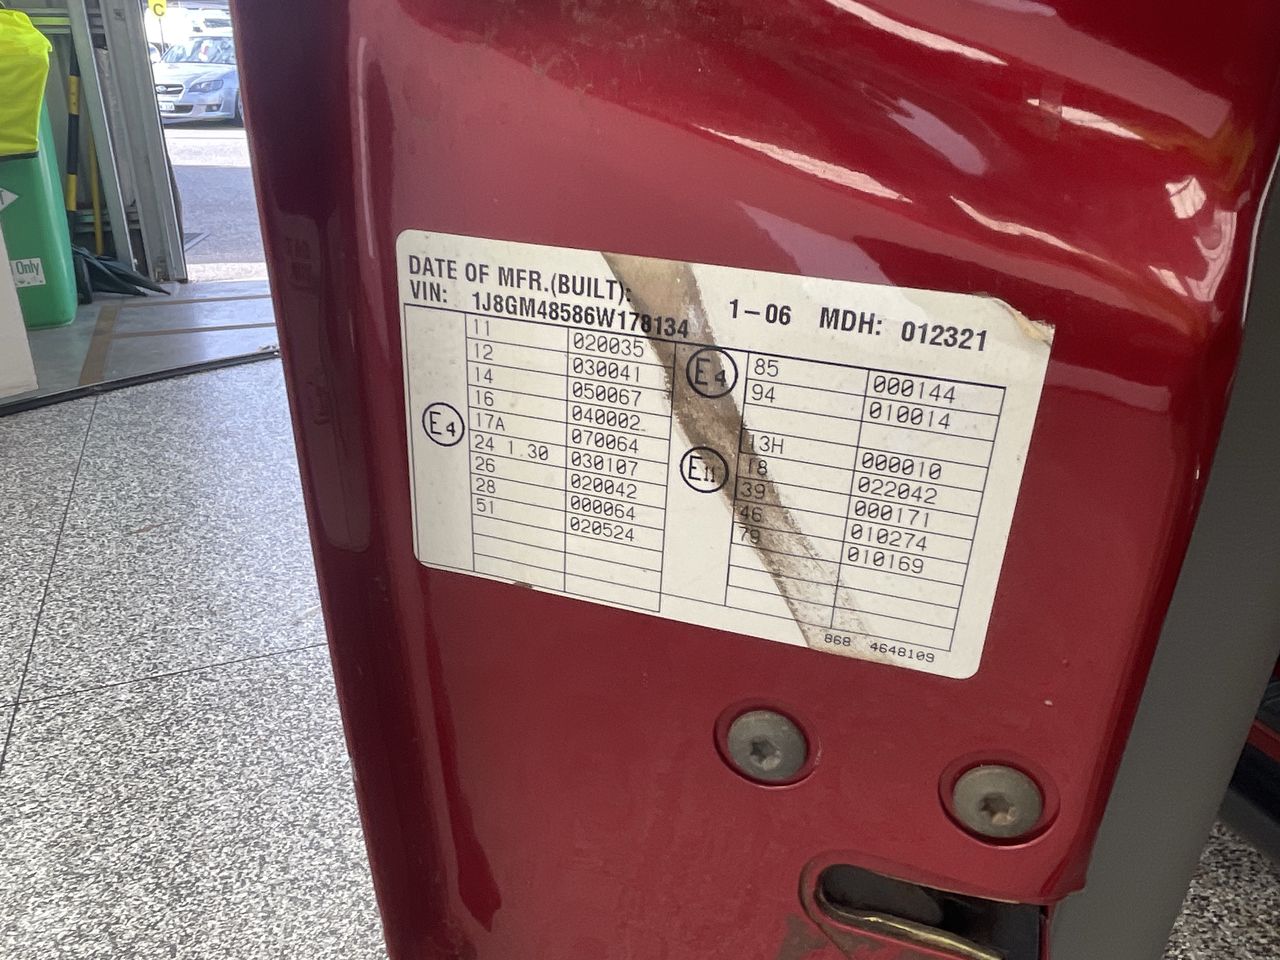 C
Only
DATE OF MFR.(BUILT): 1-06 MDH: 012321
VIN: 1J8GM48586W178134
E4
11 020035
12 030041
14 050067
16 040002
17A 070064
24 1.30 030107
26 020042
28 000064
51 020524
E4
85 000144
94 010014
E11
13H 000010
18 022042
39 000171
46 010274
79 010169
868 4648109